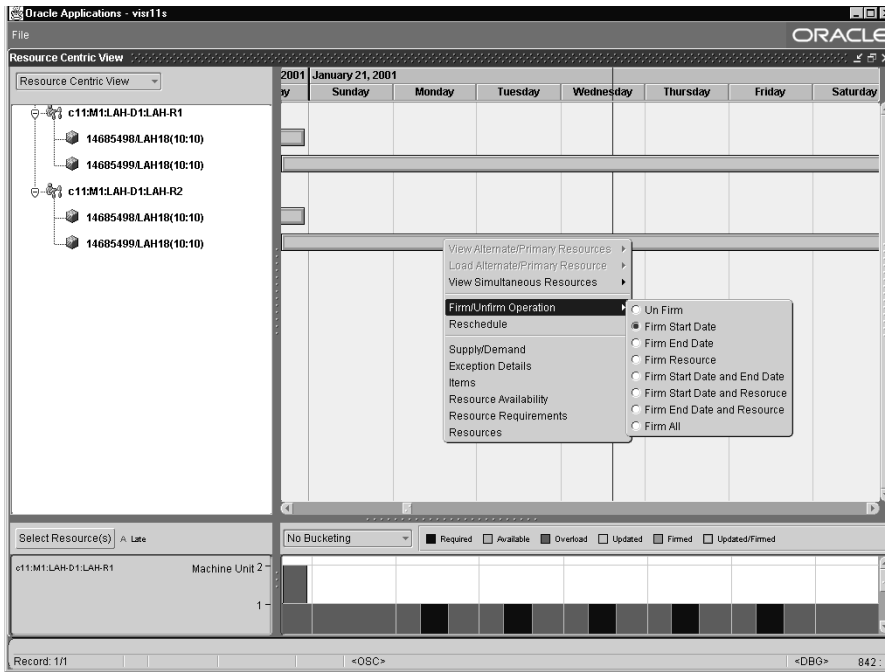 Oracle Applications - visr11s
File
ORACLE
Resource Centric View
Resource Centric View
2001 January 21, 2001
ay Sunday Monday Tuesday Wednesday Thursday Friday Saturday
c11:M1:LAH-D1:LAH-R1
14685498/LAH18(10:10)
14685499/LAH18(10:10)
c11:M1:LAH-D1:LAH-R2
14685498/LAH18(10:10)
14685499/LAH18(10:10)
View Alternate/Primary Resources
Load Alternate/Primary Resource
View Simultaneous Resources
Firm/Unfirm Operation
Reschedule
Supply/Demand
Exception Details
Items
Resource Availability
Resource Requirements
Resources
Un Firm
Firm Start Date
Firm End Date
Firm Resource
Firm Start Date and End Date
Firm Start Date and Resoruce
Firm End Date and Resource
Firm All
Select Resource(s) A Late
No Bucketing
Required Available Overload Updated Firmed Updated/Firmed
c11:M1:LAH-D1:LAH-R1 Machine Unit 2
1
Record: 1/1 <OSC> <DBG> 842 :